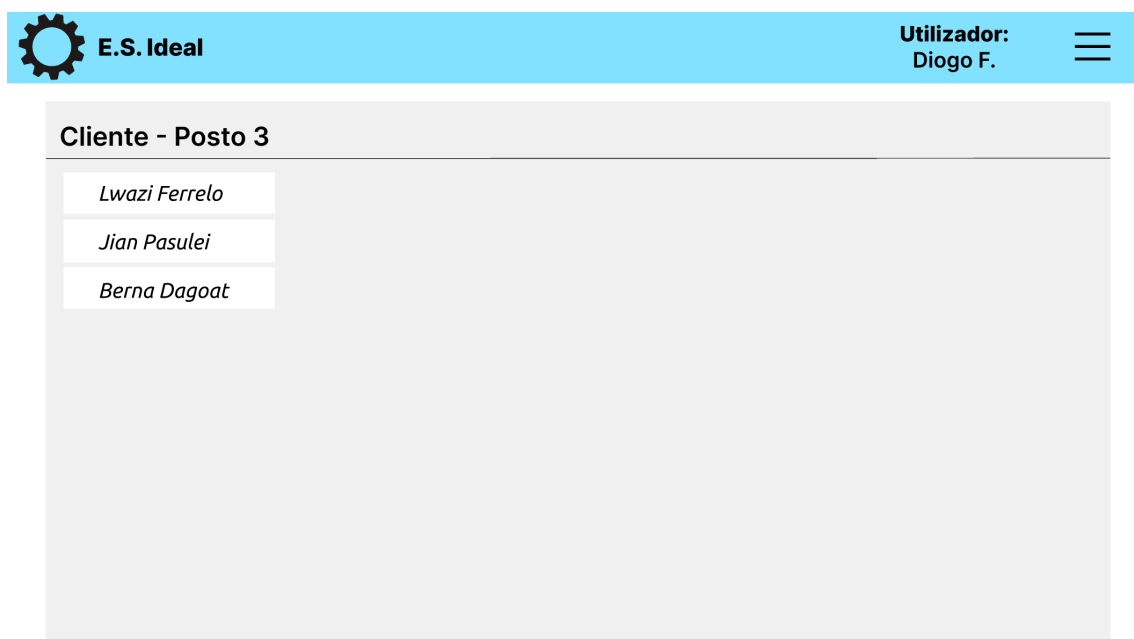 E.S. Ideal
Utilizador:
Diogo F.
Cliente - Posto 3
Lwazi Ferrelo
Jian Pasulei
Berna Dagoat